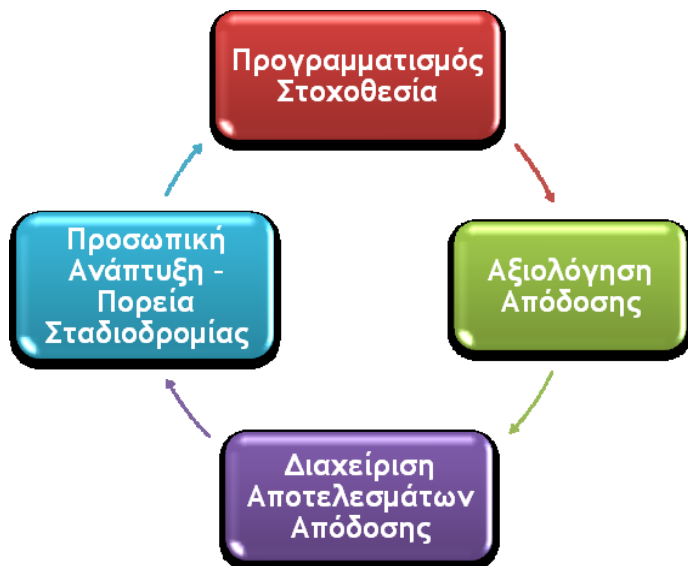 Προγραμματισμός
Στοχοθεσία
Αξιολόγηση
Απόδοσης
Διαχείριση
Αποτελεσμάτων
Απόδοσης
Προσωπική
Ανάπτυξη -
Πορεία
Σταδιοδρομίας